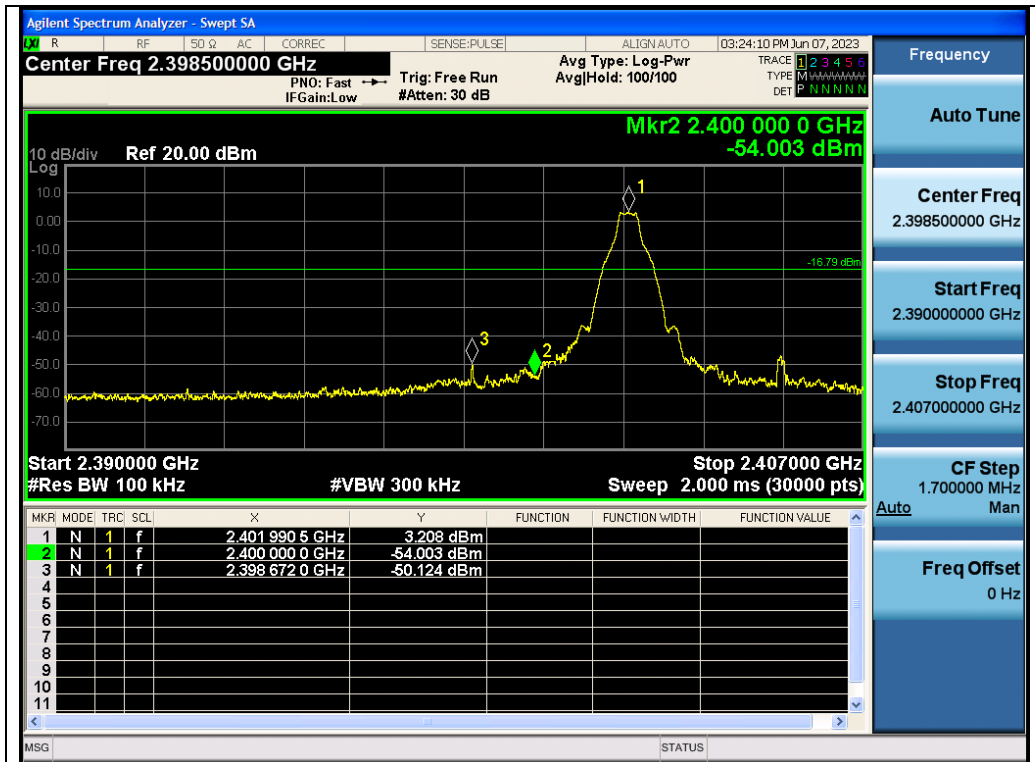 Agilent Spectrum Analyzer - Swept SA
LXI R RF 50 Ω AC CORREC SENSE:PULSE ALIGN AUTO 03:24:10 PM Jun 07, 2023
Center Freq 2.398500000 GHz
PNO: Fast
IFGain:Low
Trig: Free Run
#Atten: 30 dB
Avg Type: Log-Pwr
Avg|Hold: 100/100
TRACE 1 2 3 4 5 6
TYPE M WWWWW
DET P N N N N N
Mkr2 2.400 000 0 GHz
-54.003 dBm
10 dB/div Ref 20.00 dBm
Log
10.0
0.00
-10.0
-20.0
-30.0
-40.0
-50.0
-60.0
-70.0
1
-16.79 dBm
3
2
Start 2.390000 GHz Stop 2.407000 GHz
#Res BW 100 kHz #VBW 300 kHz Sweep 2.000 ms (30000 pts)
MKR MODE TRC SCL X Y FUNCTION FUNCTION WIDTH FUNCTION VALUE
1 N 1 f 2.401 990 5 GHz 3.208 dBm
2 N 1 f 2.400 000 0 GHz -54.003 dBm
3 N 1 f 2.398 672 0 GHz -50.124 dBm
4
5
6
7
8
9
10
11
MSG STATUS
Frequency
Auto Tune
Center Freq
2.398500000 GHz
Start Freq
2.390000000 GHz
Stop Freq
2.407000000 GHz
CF Step
1.700000 MHz
Auto Man
Freq Offset
0 Hz